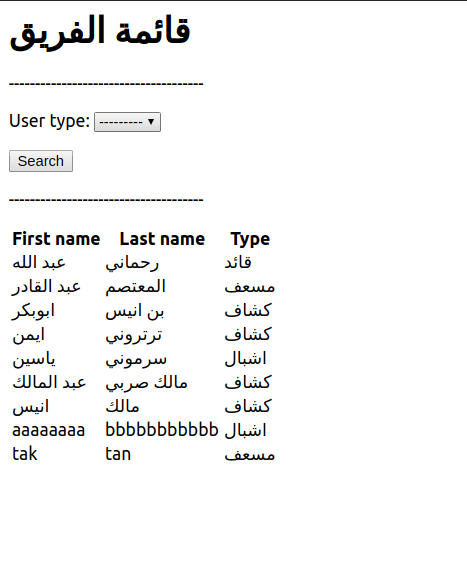 قائمة الفريق
-------------------------------------
User type: --------- ▾
Search
-------------------------------------
First name Last name Type
عبد الله رحماني قائد
عبد القادر المعتصم مسعف
ابوبكر بن انيس كشاف
ايمن ترتروني كشاف
ياسين سرموني اشبال
عبد المالك مالك صربي كشاف
انيس مالك كشاف
aaaaaaaa bbbbbbbbbbb اشبال
tak tan مسعف